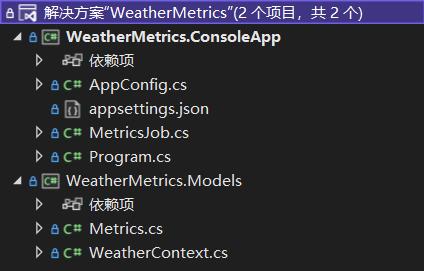 解决方案“WeatherMetrics”(2 个项目，共 2 个)
C# WeatherMetrics.ConsoleApp
依赖项
C# AppConfig.cs
appsettings.json
C# MetricsJob.cs
C# Program.cs
C# WeatherMetrics.Models
依赖项
C# Metrics.cs
C# WeatherContext.cs